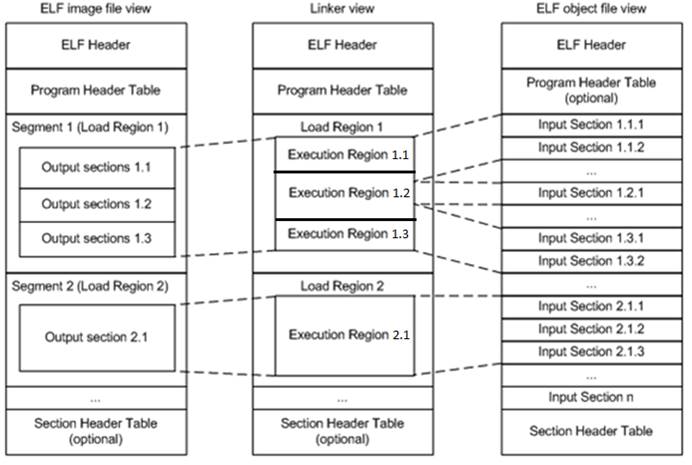 ELF image file view
ELF Header
Program Header Table
Segment 1 (Load Region 1)
Output sections 1.1
Output sections 1.2
Output sections 1.3
Segment 2 (Load Region 2)
Output section 2.1
...
Section Header Table
(optional)
Linker view
ELF Header
Program Header Table
Load Region 1
Execution Region 1.1
Execution Region 1.2
Execution Region 1.3
Load Region 2
Execution Region 2.1
...
Section Header Table
(optional)
ELF object file view
ELF Header
Program Header Table
(optional)
Input Section 1.1.1
Input Section 1.1.2
...
Input Section 1.2.1
...
Input Section 1.3.1
Input Section 1.3.2
...
Input Section 2.1.1
Input Section 2.1.2
Input Section 2.1.3
...
Input Section n
Section Header Table